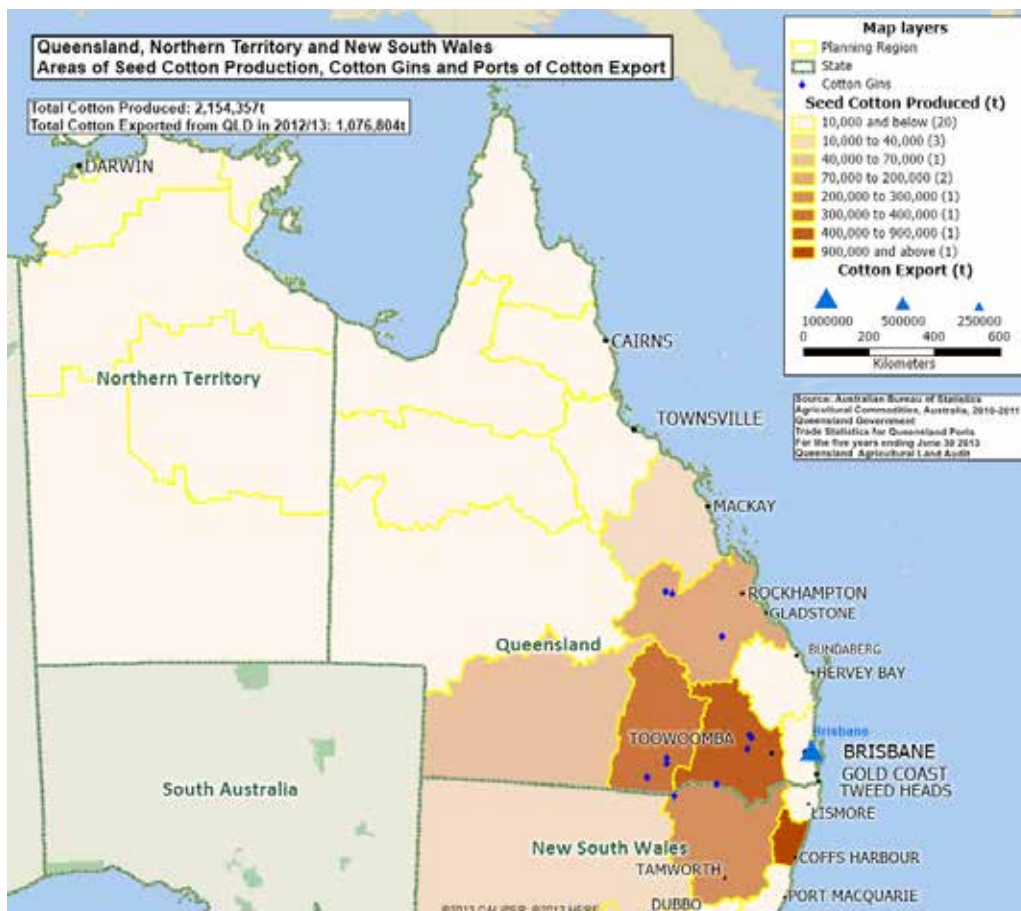 Queensland, Northern Territory and New South Wales
Areas of Seed Cotton Production, Cotton Gins and Ports of Cotton Export
Total Cotton Produced: 2,154,357t
Total Cotton Exported from QLD in 2012/13: 1,076,804t
Map layers
Planning Region
State
Cotton Gins
Seed Cotton Produced (t)
10,000 and below (20)
10,000 to 40,000 (3)
40,000 to 70,000 (1)
70,000 to 200,000 (2)
200,000 to 300,000 (1)
300,000 to 400,000 (1)
400,000 to 900,000 (1)
900,000 and above (1)
Cotton Export (t)
1000000 500000 250000
0 200 400 600
Kilometers
Source: Australian Bureau of Statistics
Agricultural Commodities, Australia, 2010-2011
Queensland Government
Trade Statistics for Queensland Ports
For the five years ending June 30 2013
Queensland Agricultural Land Audit
DARWIN
CAIRNS
Northern Territory
TOWNSVILLE
MACKAY
ROCKHAMPTON
GLADSTONE
Queensland
BUNDABERG
HERVEY BAY
Brisbane
TOOWOOMBA
BRISBANE
GOLD COAST
TWEED HEADS
South Australia
LISMORE
New South Wales
COFFS HARBOUR
TAMWORTH
PORT MACQUARIE
DUBBO
©2013 CALIPER; ©2013 HERE